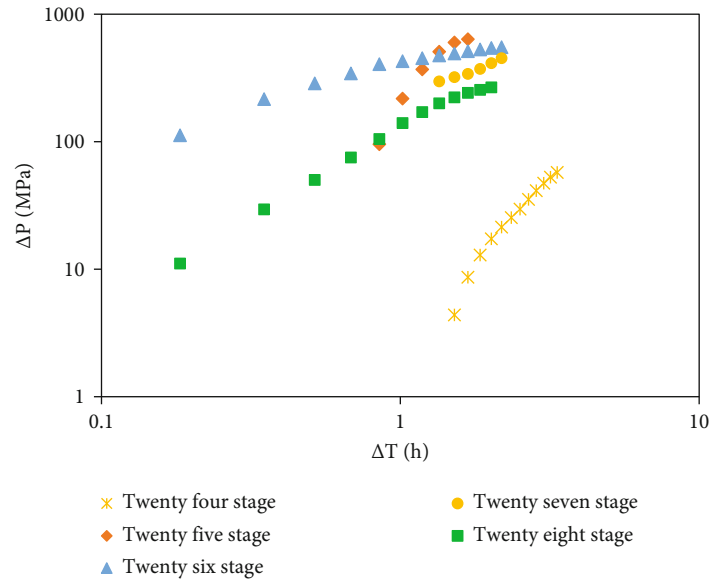 1000
100
10
1
ΔP (MPa)
0.1
1
10
ΔT (h)
Twenty four stage
Twenty seven stage
Twenty five stage
Twenty eight stage
Twenty six stage